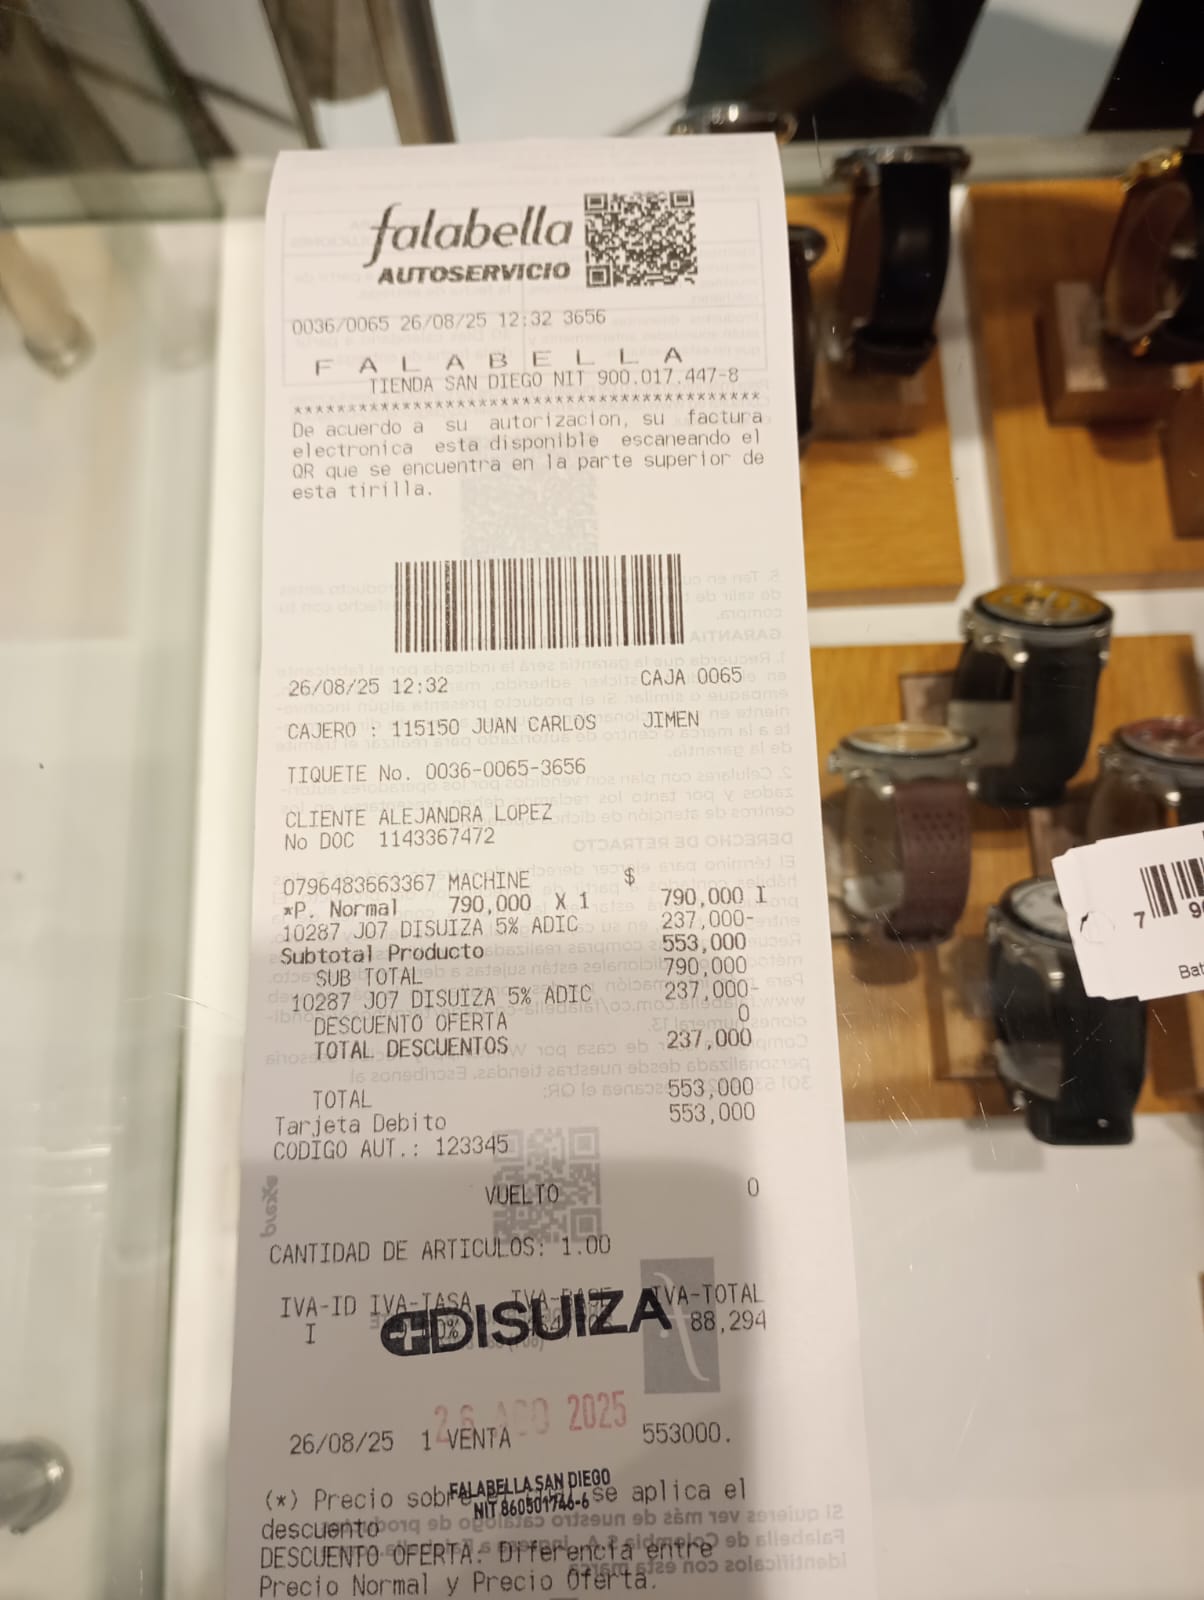 falabella
AUTOSERVICIO
0036/0065 26/08/25 12:32 3656
F A L A B E L L A
TIENDA SAN DIEGO NIT 900.017.447-8
******************************************
De acuerdo a su autorizacion, su factura
electronica esta disponible escaneando el
QR que se encuentra en la parte superior de
esta tirilla.
26/08/25 12:32 CAJA 0065
CAJERO : 115150 JUAN CARLOS JIMEN
TIQUETE No. 0036-0065-3656
CLIENTE ALEJANDRA LOPEZ
No DOC 1143367472
0796483663367 MACHINE $
*P. Normal 790,000 X 1 790,000 I
10287 J07 DISUIZA 5% ADIC 237,000-
Subtotal Producto 553,000
SUB TOTAL 790,000
10287 J07 DISUIZA 5% ADIC 237,000-
DESCUENTO OFERTA 0
TOTAL DESCUENTOS 237,000
TOTAL 553,000
Tarjeta Debito 553,000
CODIGO AUT.: 123345
VUELTO 0
CANTIDAD DE ARTICULOS: 1.00
IVA-ID IVA-TASA IVA-BASE IVA-TOTAL
I 88,294
DISUIZA
26 AGO 2025
26/08/25 1 VENTA 553000.
FALABELLA SAN DIEGO
NIT 860501746-6
(*) Precio sobre se aplica el
descuento
DESCUENTO OFERTA: Diferencia entre
Precio Normal y Precio Oferta.
7 9
Bat